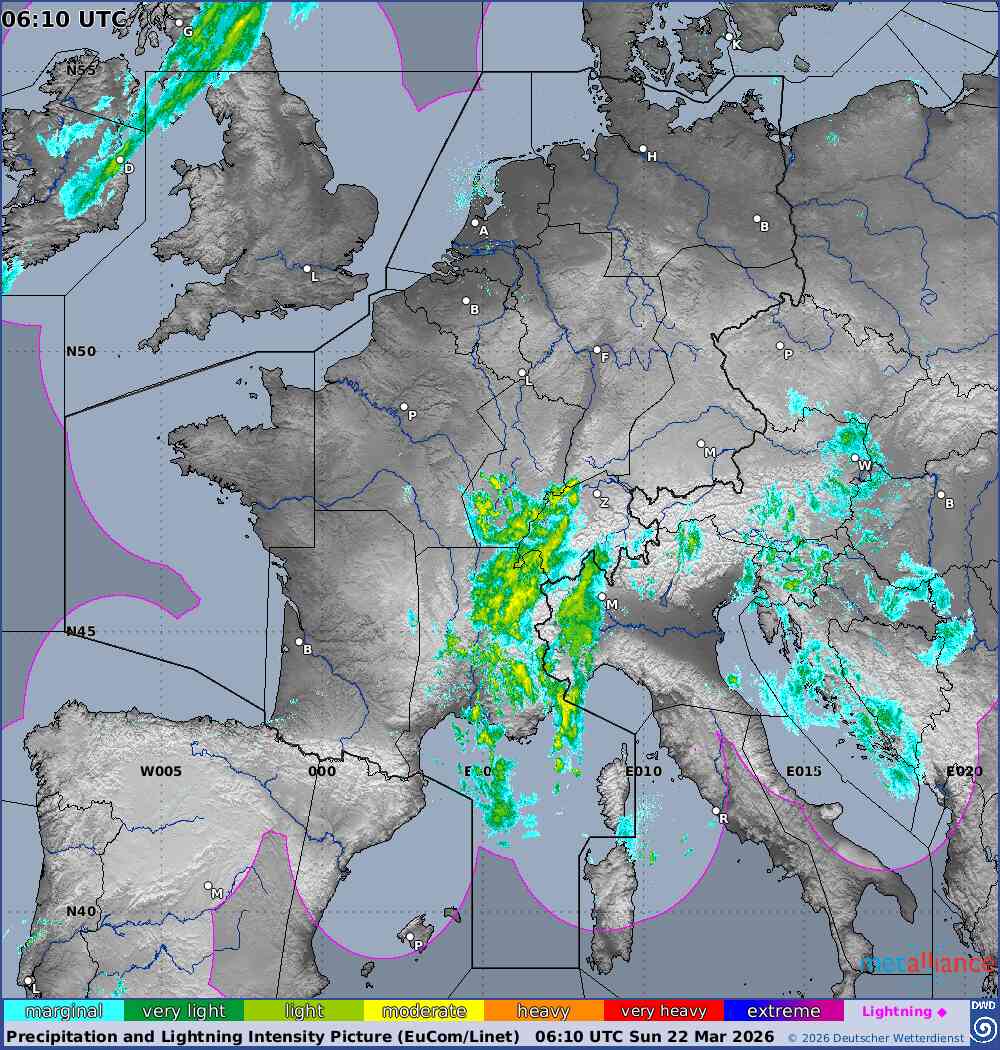 06:10 UTC
G
K
N55
H
D
A
B
L
B
N50
F
P
L
P
M
W
Z
B
M
N45
B
W005
000
E005
E010
E015
E020
R
M
N40
P
metalliance
L
marginal very light light moderate heavy very heavy extreme Lightning ◆
DWD
Precipitation and Lightning Intensity Picture (EuCom/Linet) 06:10 UTC Sun 22 Mar 2026 © 2026 Deutscher Wetterdienst